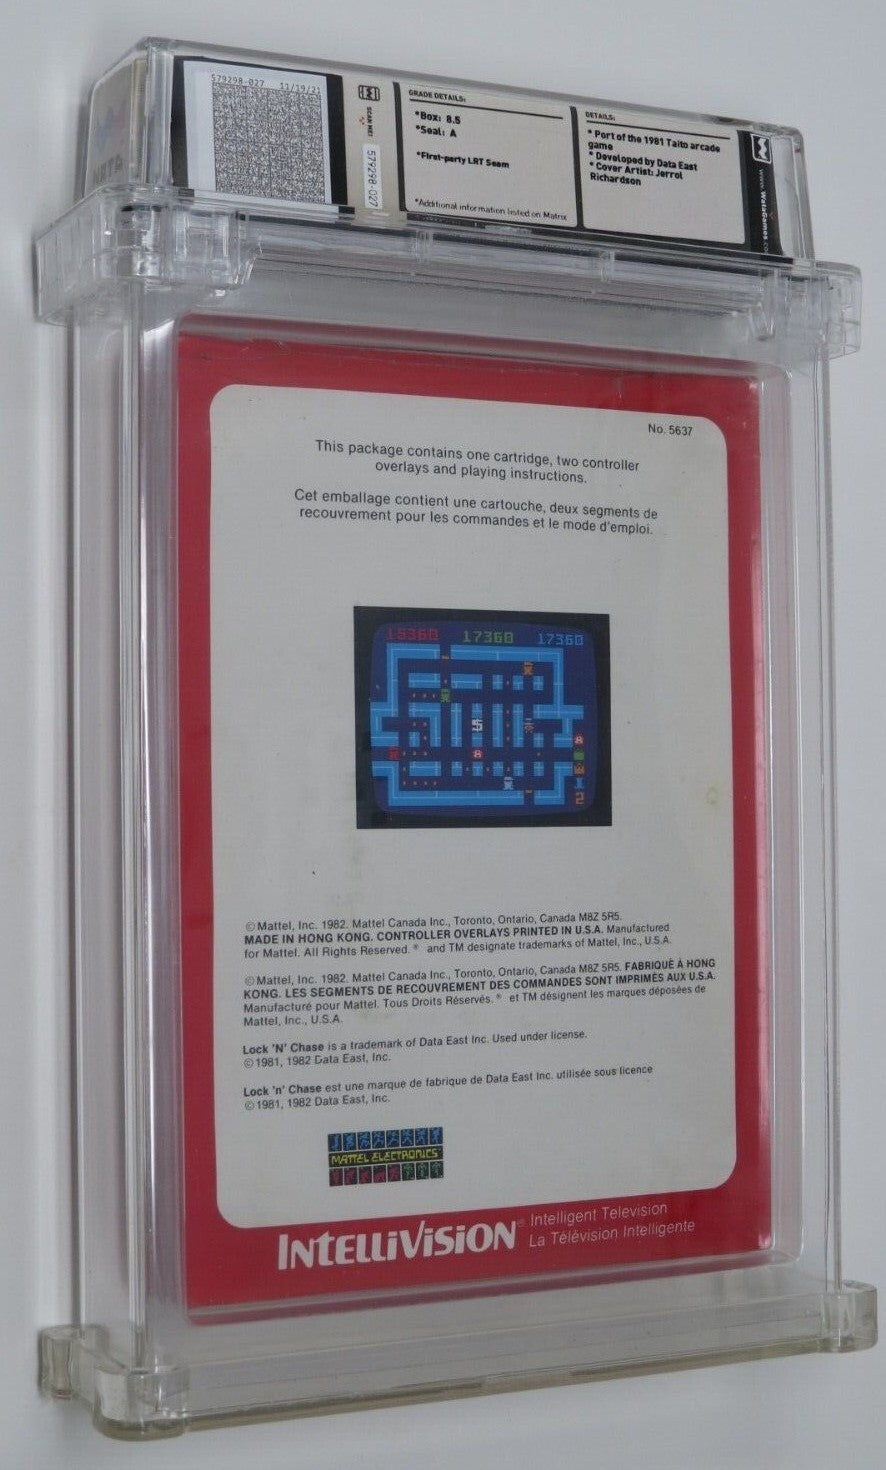 579298-027 11/19/21
SCAN ME!
579298-027
GRADE DETAILS:
*Box: 8.5
*Seal: A
*First-party LRT Seam
*Additional information listed on Matrix
DETAILS:
* Port of the 1981 Taito arcade
game
* Developed by Data East
* Cover Artist: Jerrol
Richardson
www.WataGames.co
No. 5637
This package contains one cartridge, two controller
overlays and playing instructions.
Cet emballage contient une cartouche, deux segments de
recouvrement pour les commandes et le mode d'emploi.
19360 17360 17360
8
8
2
© Mattel, Inc. 1982. Mattel Canada Inc., Toronto, Ontario, Canada M8Z 5R5.
MADE IN HONG KONG. CONTROLLER OVERLAYS PRINTED IN U.S.A. Manufactured
for Mattel. All Rights Reserved. ® and TM designate trademarks of Mattel, Inc., U.S.A.
© Mattel, Inc. 1982. Mattel Canada Inc., Toronto, Ontario, Canada M8Z 5R5. FABRIQUÉ À HONG
KONG. LES SEGMENTS DE RECOUVREMENT DES COMMANDES SONT IMPRIMÉS AUX U.S.A.
Manufacturé pour Mattel. Tous Droits Réservés. ® et TM désignent les marques déposées de
Mattel, Inc., U.S.A.
Lock 'N' Chase is a trademark of Data East Inc. Used under license.
© 1981, 1982 Data East, Inc.
Lock 'n' Chase est une marque de fabrique de Data East Inc. utilisée sous licence
© 1981, 1982 Data East, Inc.
MATTEL ELECTRONICS®
INTELLIVISION® Intelligent Television
La Télévision Intelligente